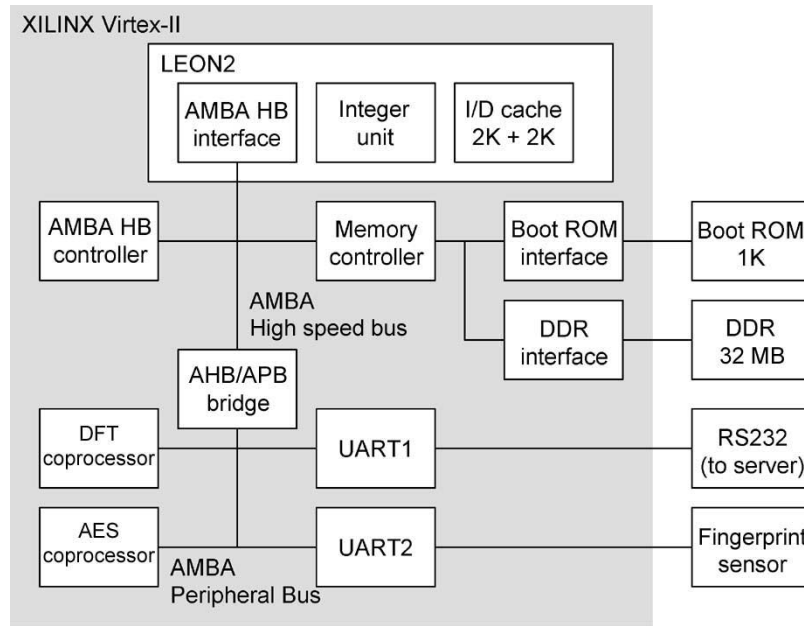 XILINX Virtex-II
LEON2
AMBA HB
interface
Integer
unit
I/D cache
2K + 2K
AMBA HB
controller
Memory
controller
Boot ROM
interface
Boot ROM
1K
AMBA
High speed bus
DDR
interface
DDR
32 MB
AHB/APB
bridge
DFT
coprocessor
UART1
RS232
(to server)
AES
coprocessor
UART2
Fingerprint
sensor
AMBA
Peripheral Bus